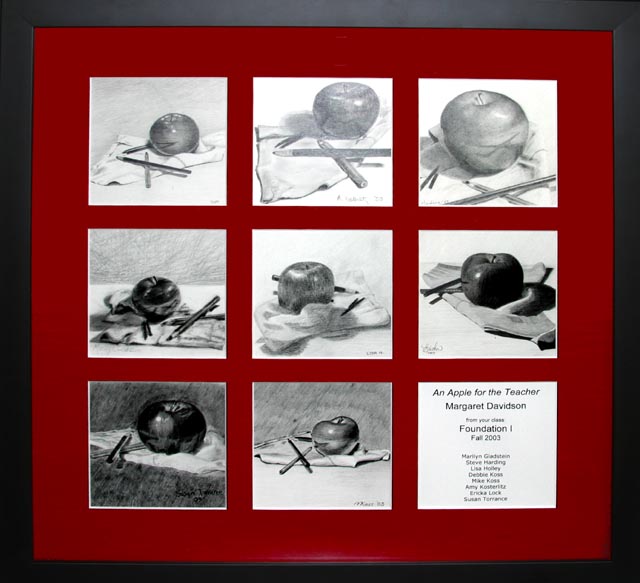 LISA H.
An Apple for the Teacher
Margaret Davidson
from your class
Foundation I
Fall 2003
Marilyn Gladstein
Steve Harding
Lisa Holley
Debbie Koss
Mike Koss
Amy Kosterlitz
Ericka Lock
Susan Torrance